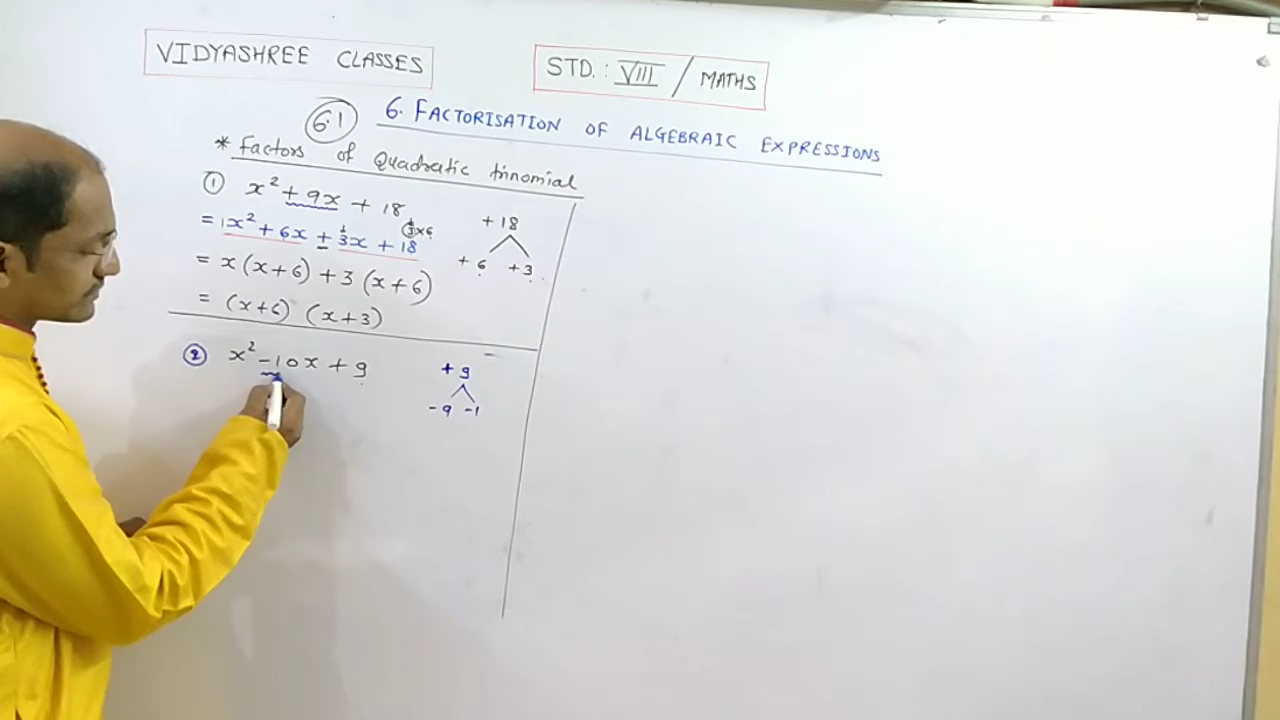 VIDYASHREE CLASSES
STD. : VIII / MATHS
6.1 6. FACTORISATION OF ALGEBRAIC EXPRESSIONS
* Factors of Quadratic trinomial
① x² + 9x + 18
= 1x² + 6x + 3x + 18
3×6
= x(x+6) + 3(x+6)
= (x+6) (x+3)
+ 18
+ 6 + 3
② x² - 10x + 9
+ 9
- 9 - 1